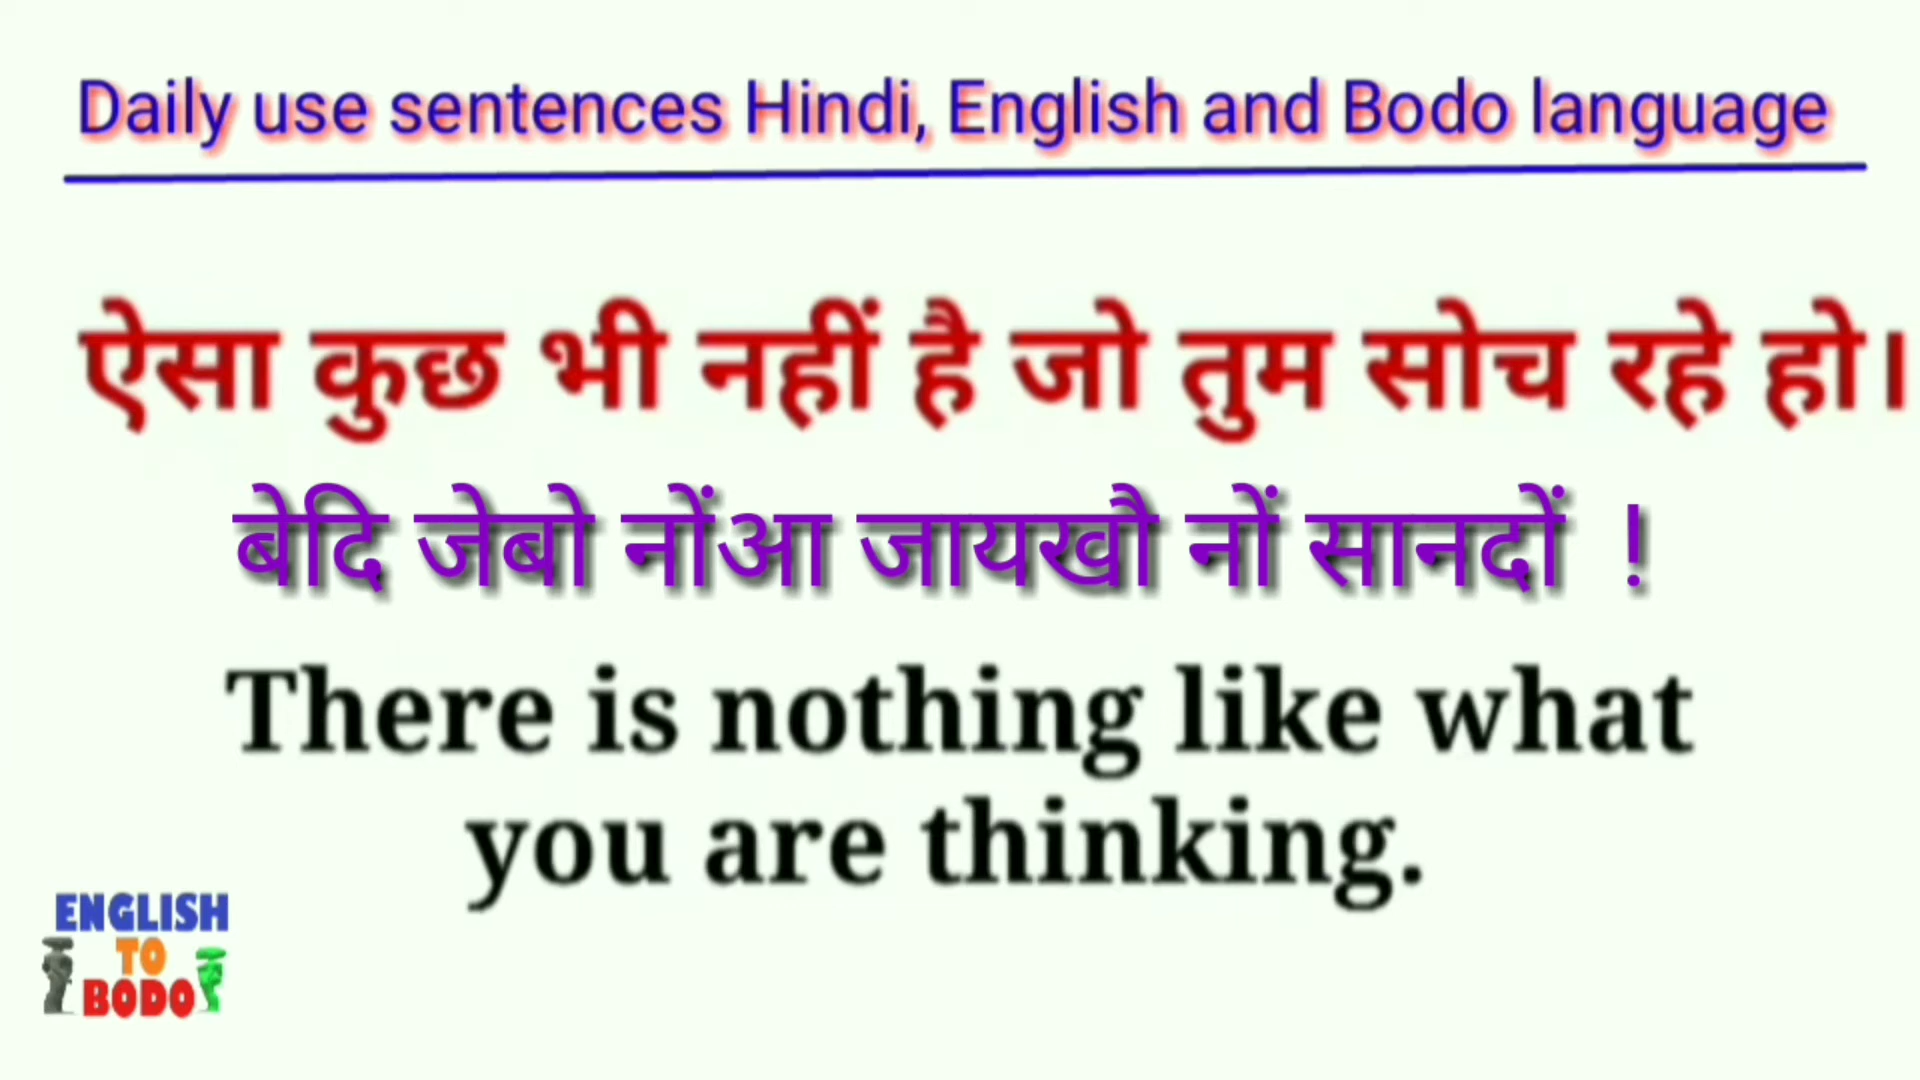 Daily use sentences Hindi, English and Bodo language
ऐसा कुछ भी नहीं है जो तुम सोच रहे हो।
बेदि जेबो नोंआ जायखौ नों सानदों !
There is nothing like what
you are thinking.
ENGLISH
TO
BODO